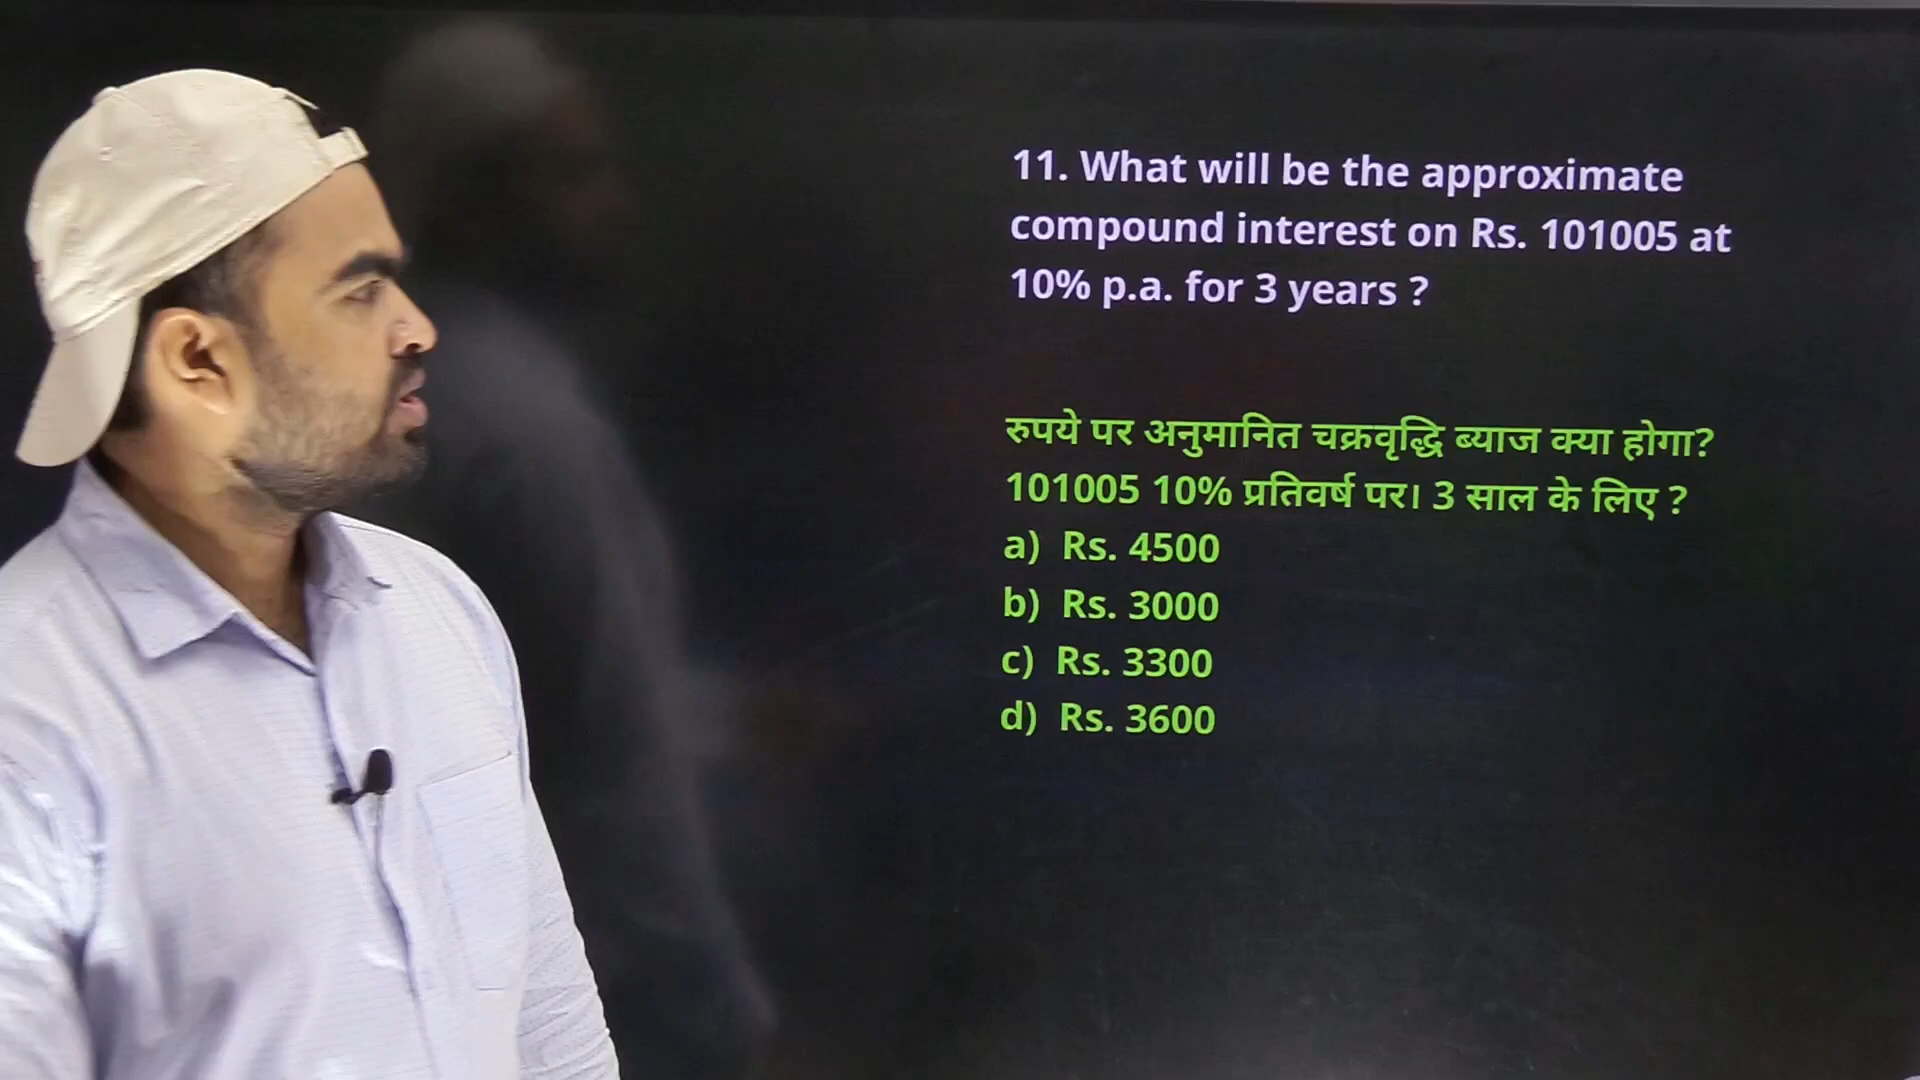 11. What will be the approximate
compound interest on Rs. 101005 at
10% p.a. for 3 years ?
रुपये पर अनुमानित चक्रवृद्धि ब्याज क्या होगा?
101005 10% प्रतिवर्ष पर। 3 साल के लिए ?
a) Rs. 4500
b) Rs. 3000
c) Rs. 3300
d) Rs. 3600